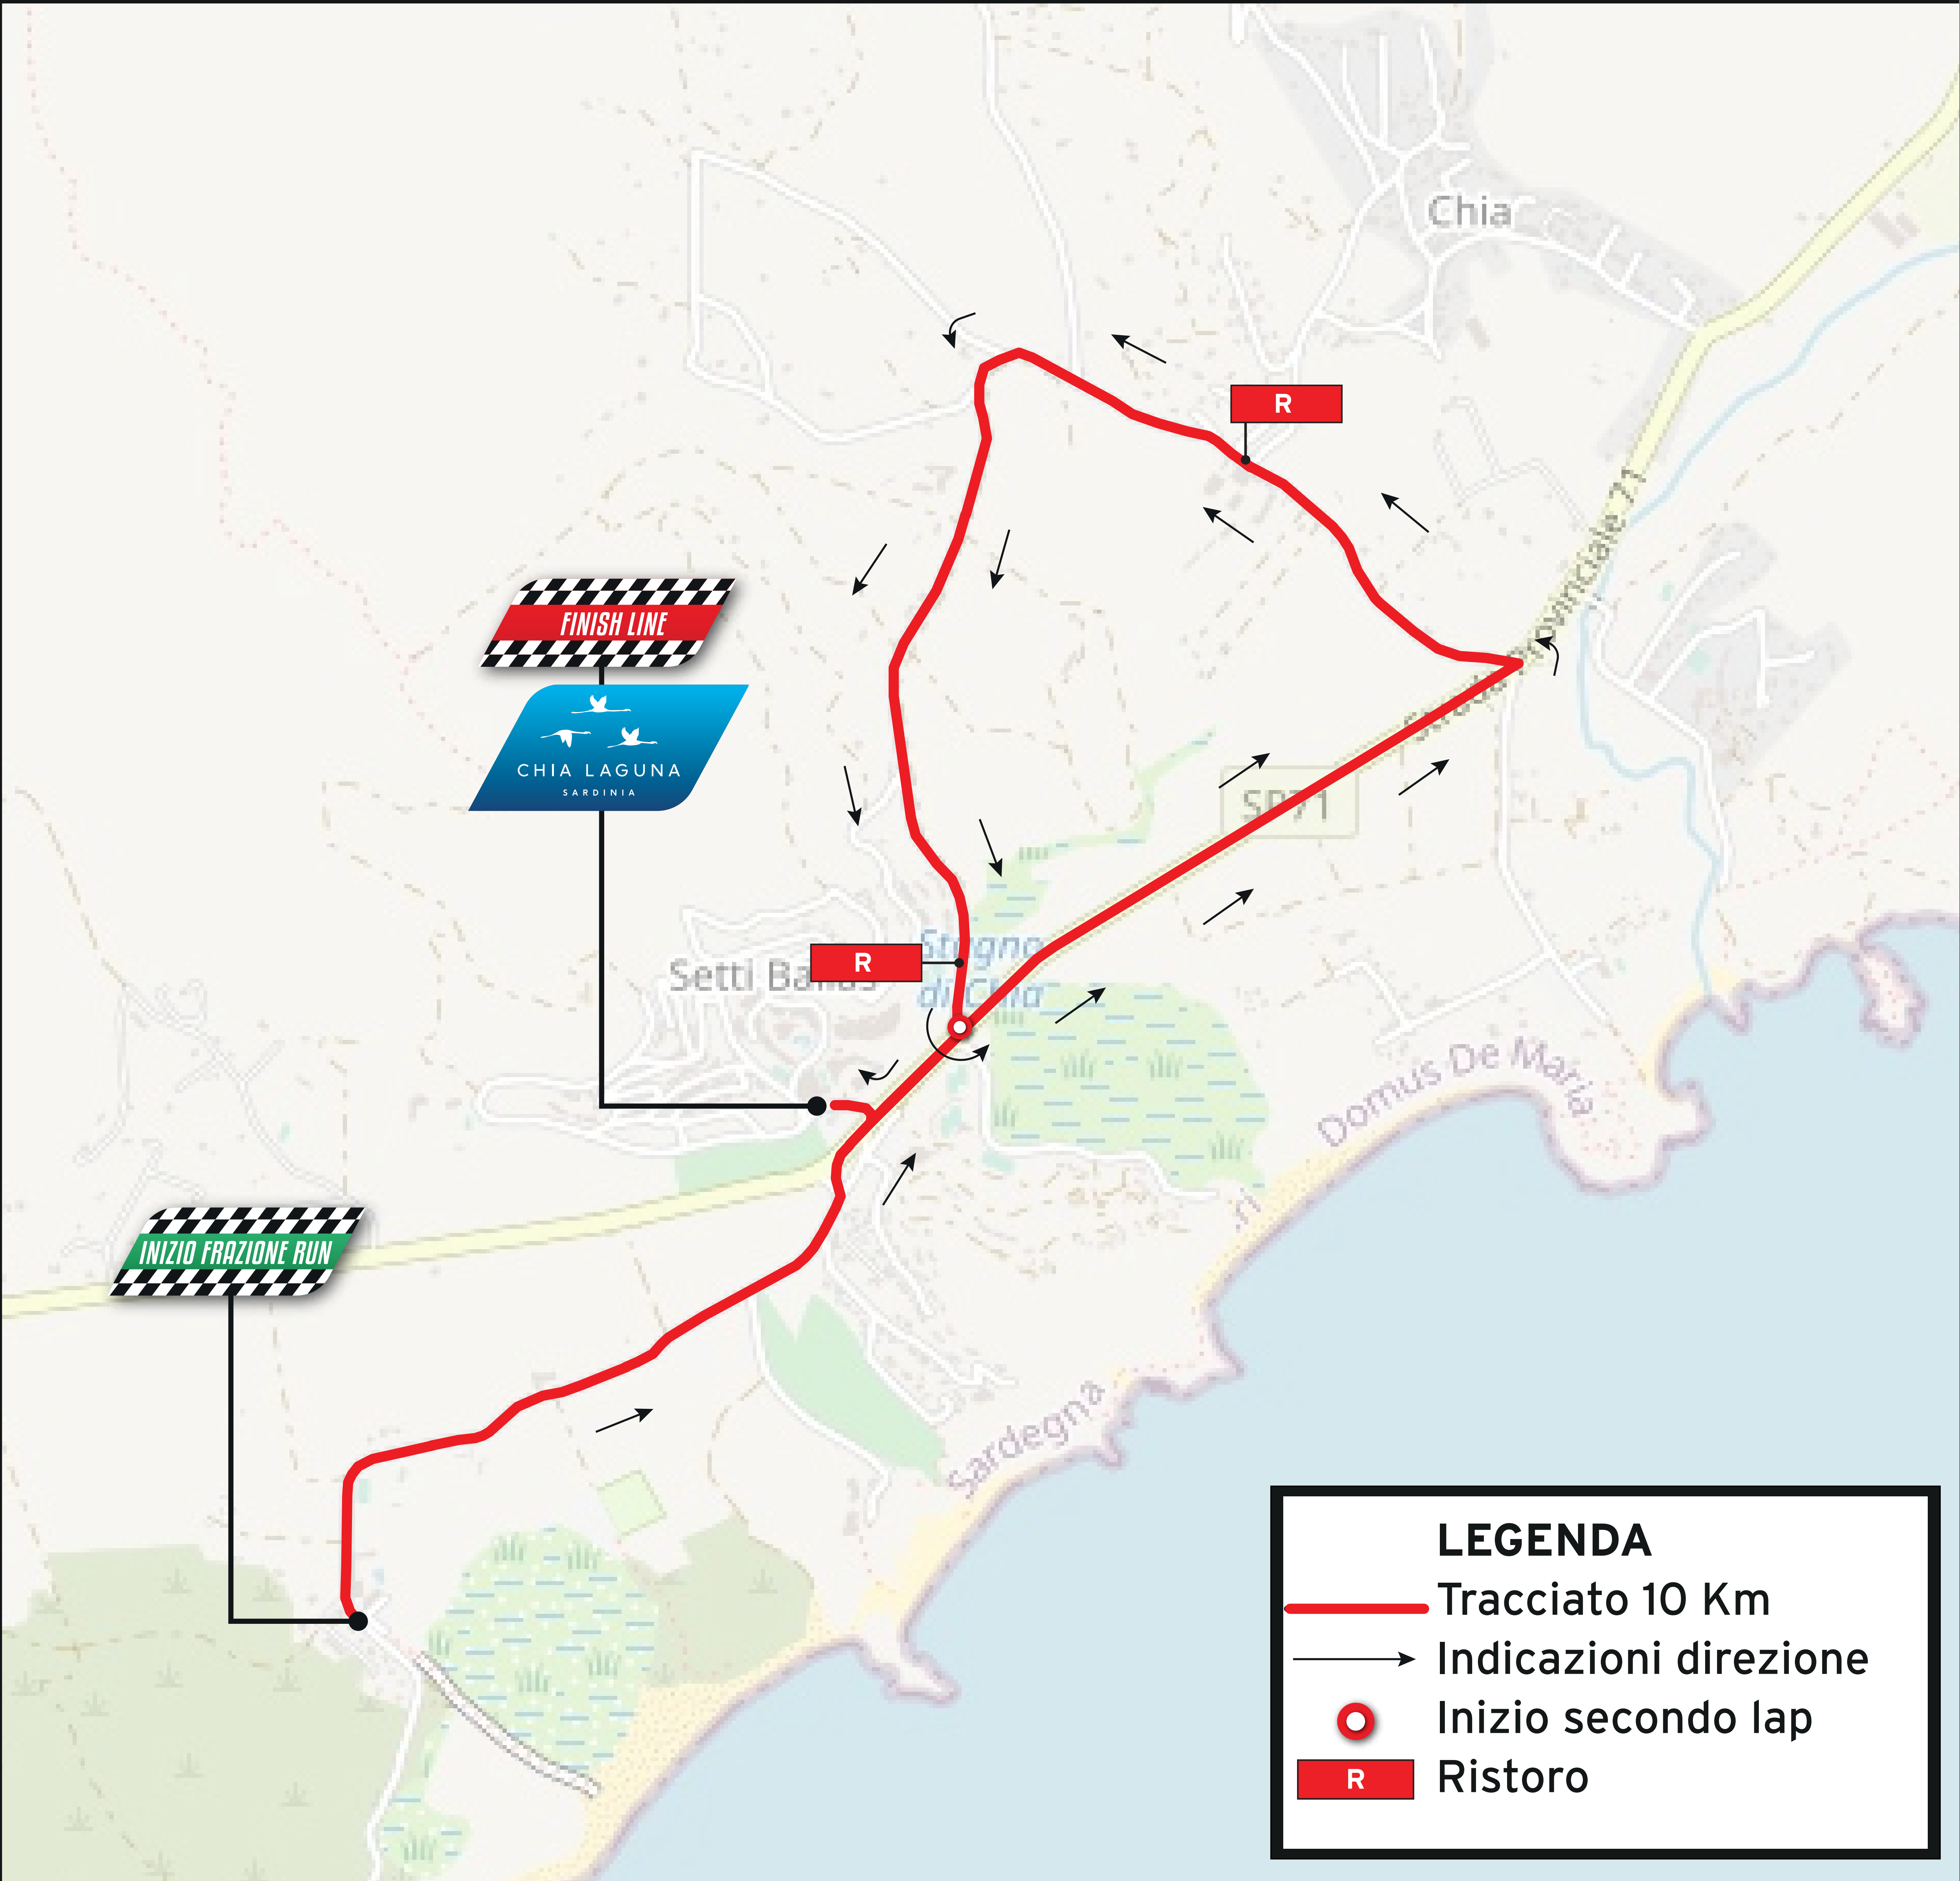 Chia
R
Strada Provinciale 71
FINISH LINE
CHIA LAGUNA
SARDINIA
SP71
Stagno
di Chia
Setti Ballas
R
Domus De Maria
INIZIO FRAZIONE RUN
Sardegna
LEGENDA
Tracciato 10 Km
Indicazioni direzione
Inizio secondo lap
R
Ristoro